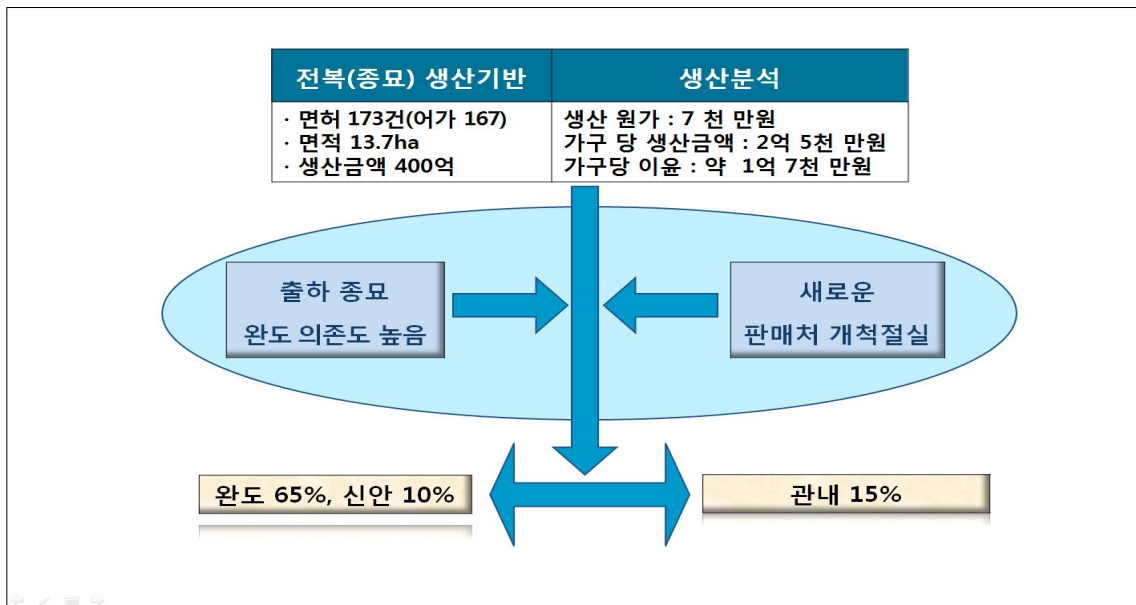 전복(종묘) 생산기반
생산분석
· 면허 173건(어가 167)
· 면적 13.7ha
· 생산금액 400억
생산 원가 : 7 천 만원
가구 당 생산금액 : 2억 5천 만원
가구당 이윤 : 약 1억 7천 만원
출하 종묘
완도 의존도 높음
새로운
판매처 개척절실
완도 65%, 신안 10%
관내 15%